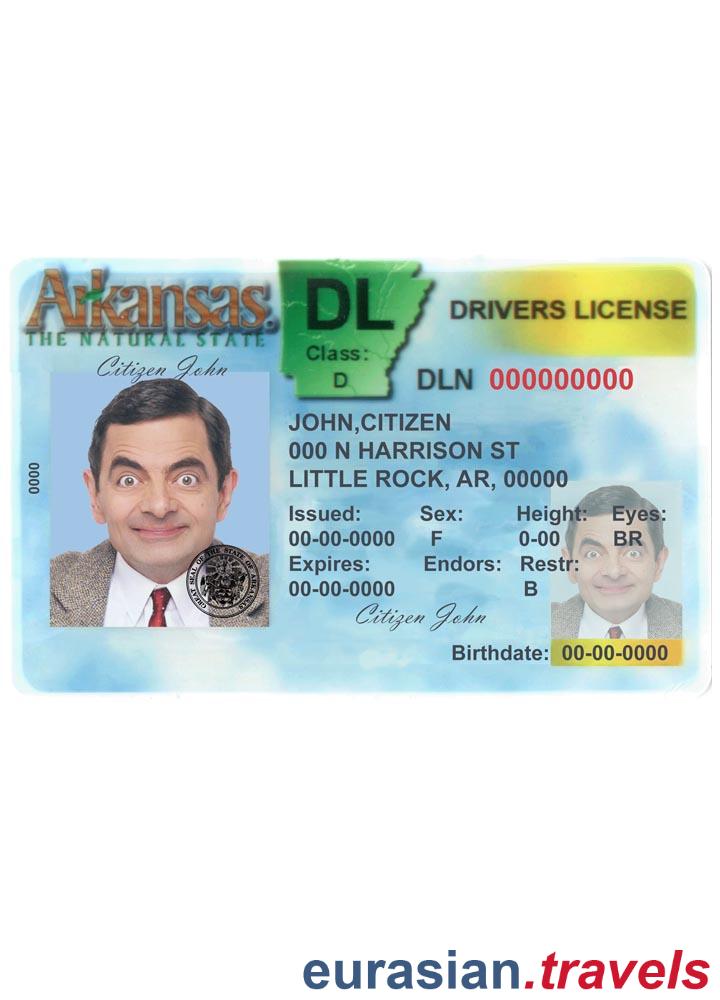 Arkansas
THE NATURAL STATE
DL
Class:
D
DRIVERS LICENSE
DLN 000000000
Citizen John
0000
JOHN,CITIZEN
000 N HARRISON ST
LITTLE ROCK, AR, 00000
Issued: Sex: Height: Eyes:
00-00-0000 F 0-00 BR
Expires: Endors: Restr:
00-00-0000 B
Citizen John
Birthdate: 00-00-0000
GREAT SEAL OF THE STATE OF ARKANSAS
eurasian.travels